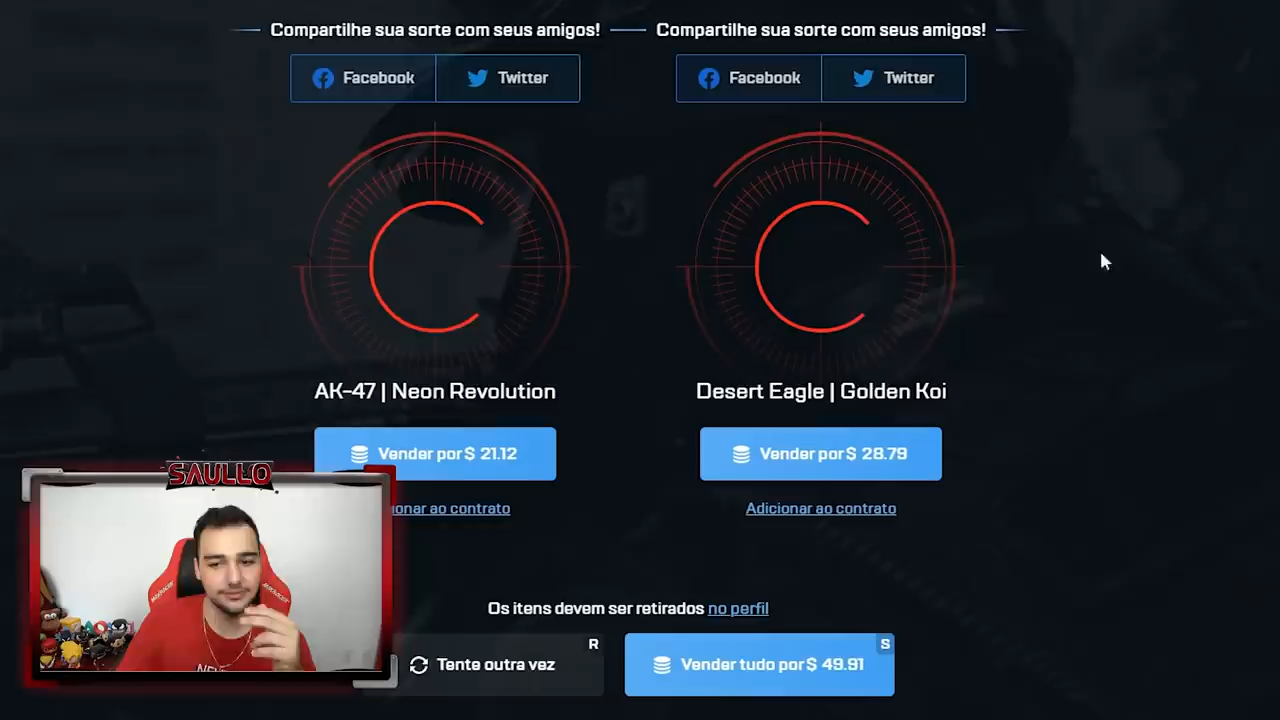 Compartilhe sua sorte com seus amigos!
Compartilhe sua sorte com seus amigos!
Facebook
Twitter
Facebook
Twitter
AK-47 | Neon Revolution
Desert Eagle | Golden Koi
Vender por $ 21.12
Vender por $ 28.79
ao contrato
Adicionar ao contrato
SAULLO
Os itens devem ser retirados no perfil
Tente outra vez
R
Vender tudo por $ 49.91
S